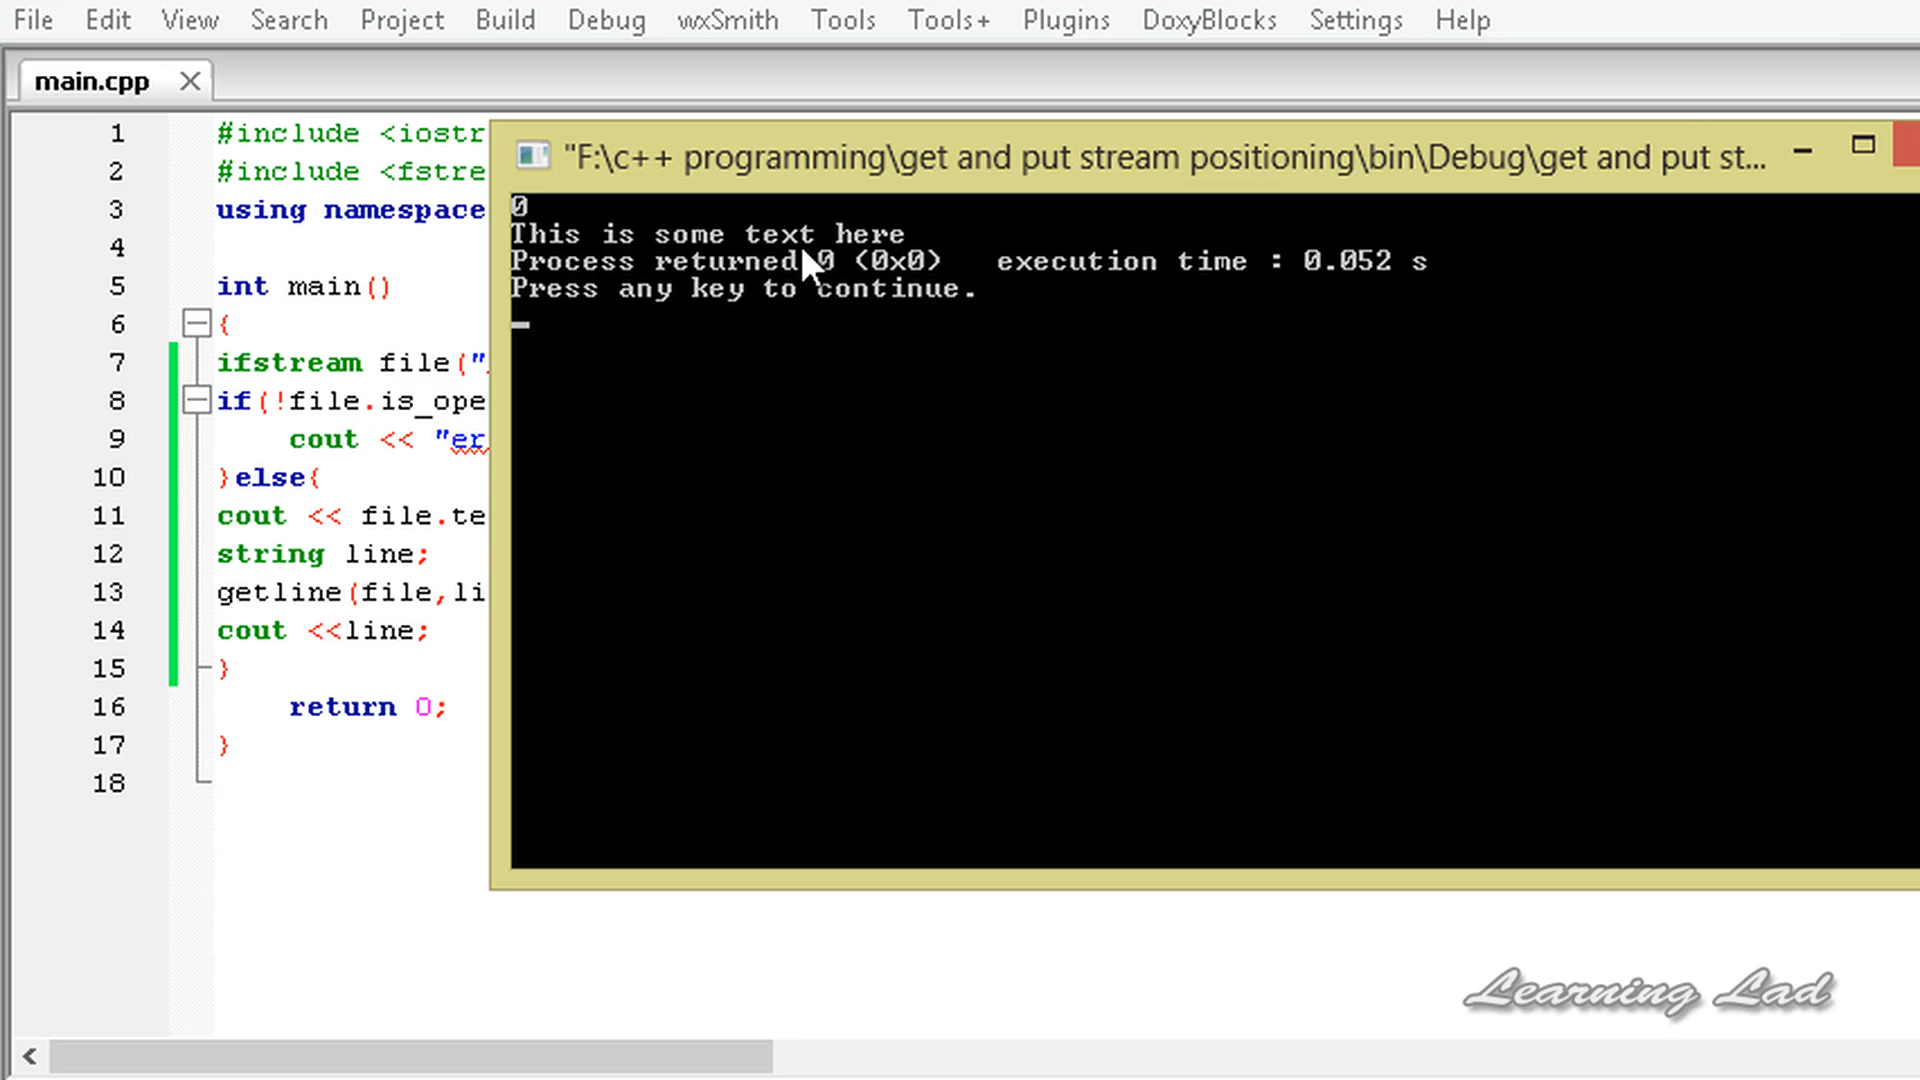 File Edit View Search Project Build Debug wxSmith Tools Tools+ Plugins DoxyBlocks Settings Help
main.cpp
1 #include <iostr
2 #include <fstre
3 using namespace
4
5 int main()
6 {
7 ifstream file("
8 if(!file.is_ope
9 cout << "er
10 }else{
11 cout << file.te
12 string line;
13 getline(file,li
14 cout <<line;
15 }
16 return 0;
17 }
18
"F:\c++ programming\get and put stream positioning\bin\Debug\get and put st...
0
This is some text here
Process returned 0 (0x0) execution time : 0.052 s
Press any key to continue.
Learning Lad